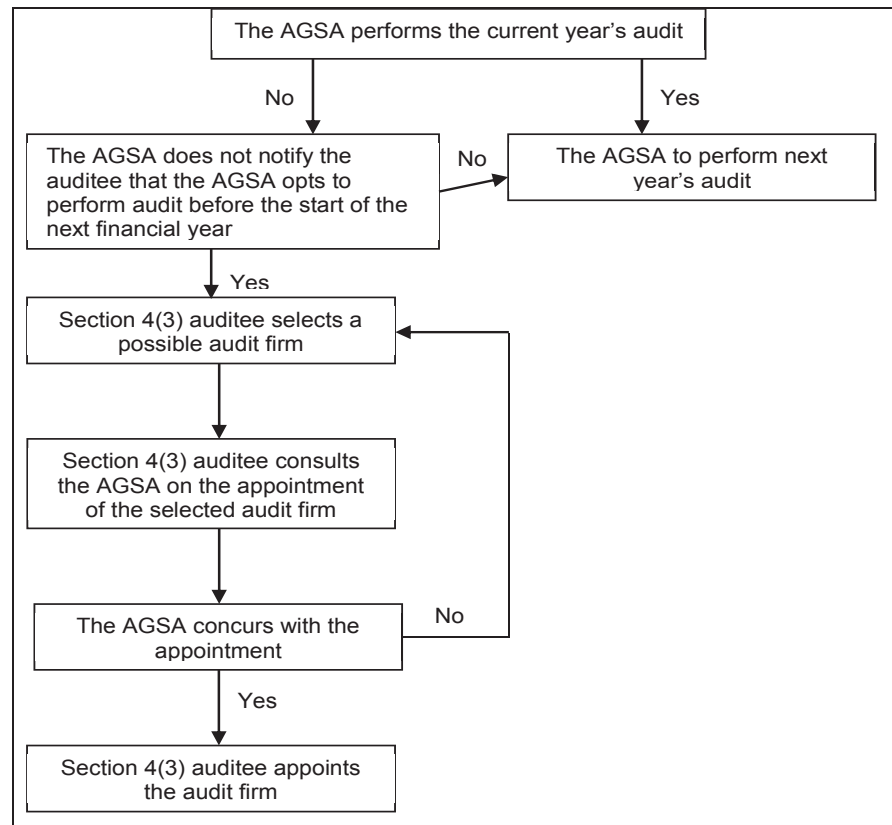 The AGSA performs the current year's audit
No
Yes
The AGSA does not notify the
auditee that the AGSA opts to
perform audit before the start of the
next financial year
No
The AGSA to perform next
year's audit
Yes
Section 4(3) auditee selects a
possible audit firm
Section 4(3) auditee consults
the AGSA on the appointment
of the selected audit firm
The AGSA concurs with the
appointment
No
Yes
Section 4(3) auditee appoints
the audit firm